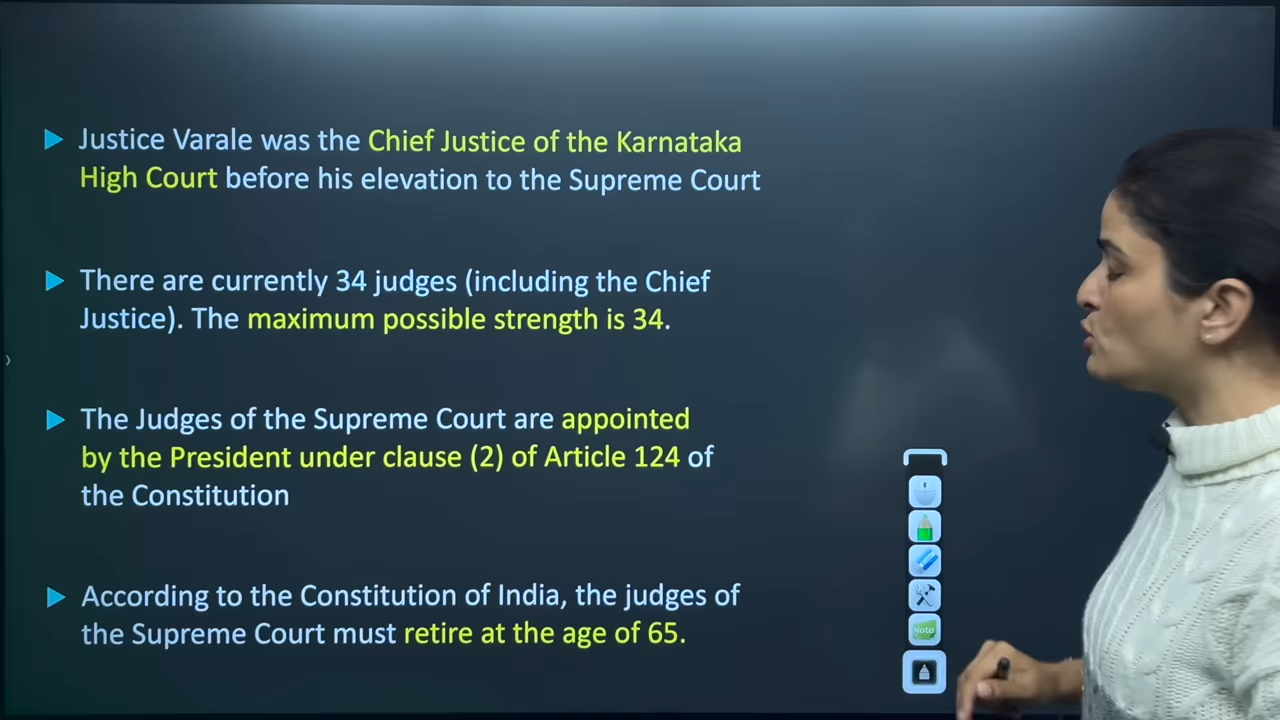 Justice Varale was the Chief Justice of the Karnataka
High Court before his elevation to the Supreme Court
There are currently 34 judges (including the Chief
Justice). The maximum possible strength is 34.
The Judges of the Supreme Court are appointed
by the President under clause (2) of Article 124 of
the Constitution
According to the Constitution of India, the judges of
the Supreme Court must retire at the age of 65.
Note